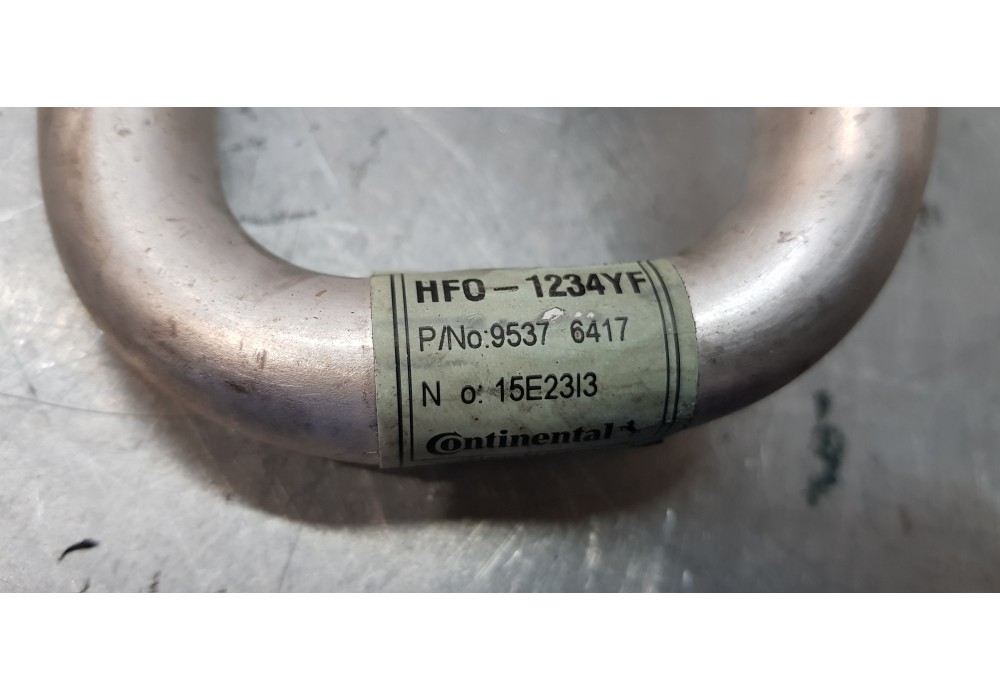 HFO-1234YF
P/No:9537 6417
N o: 15E23I3
Continental